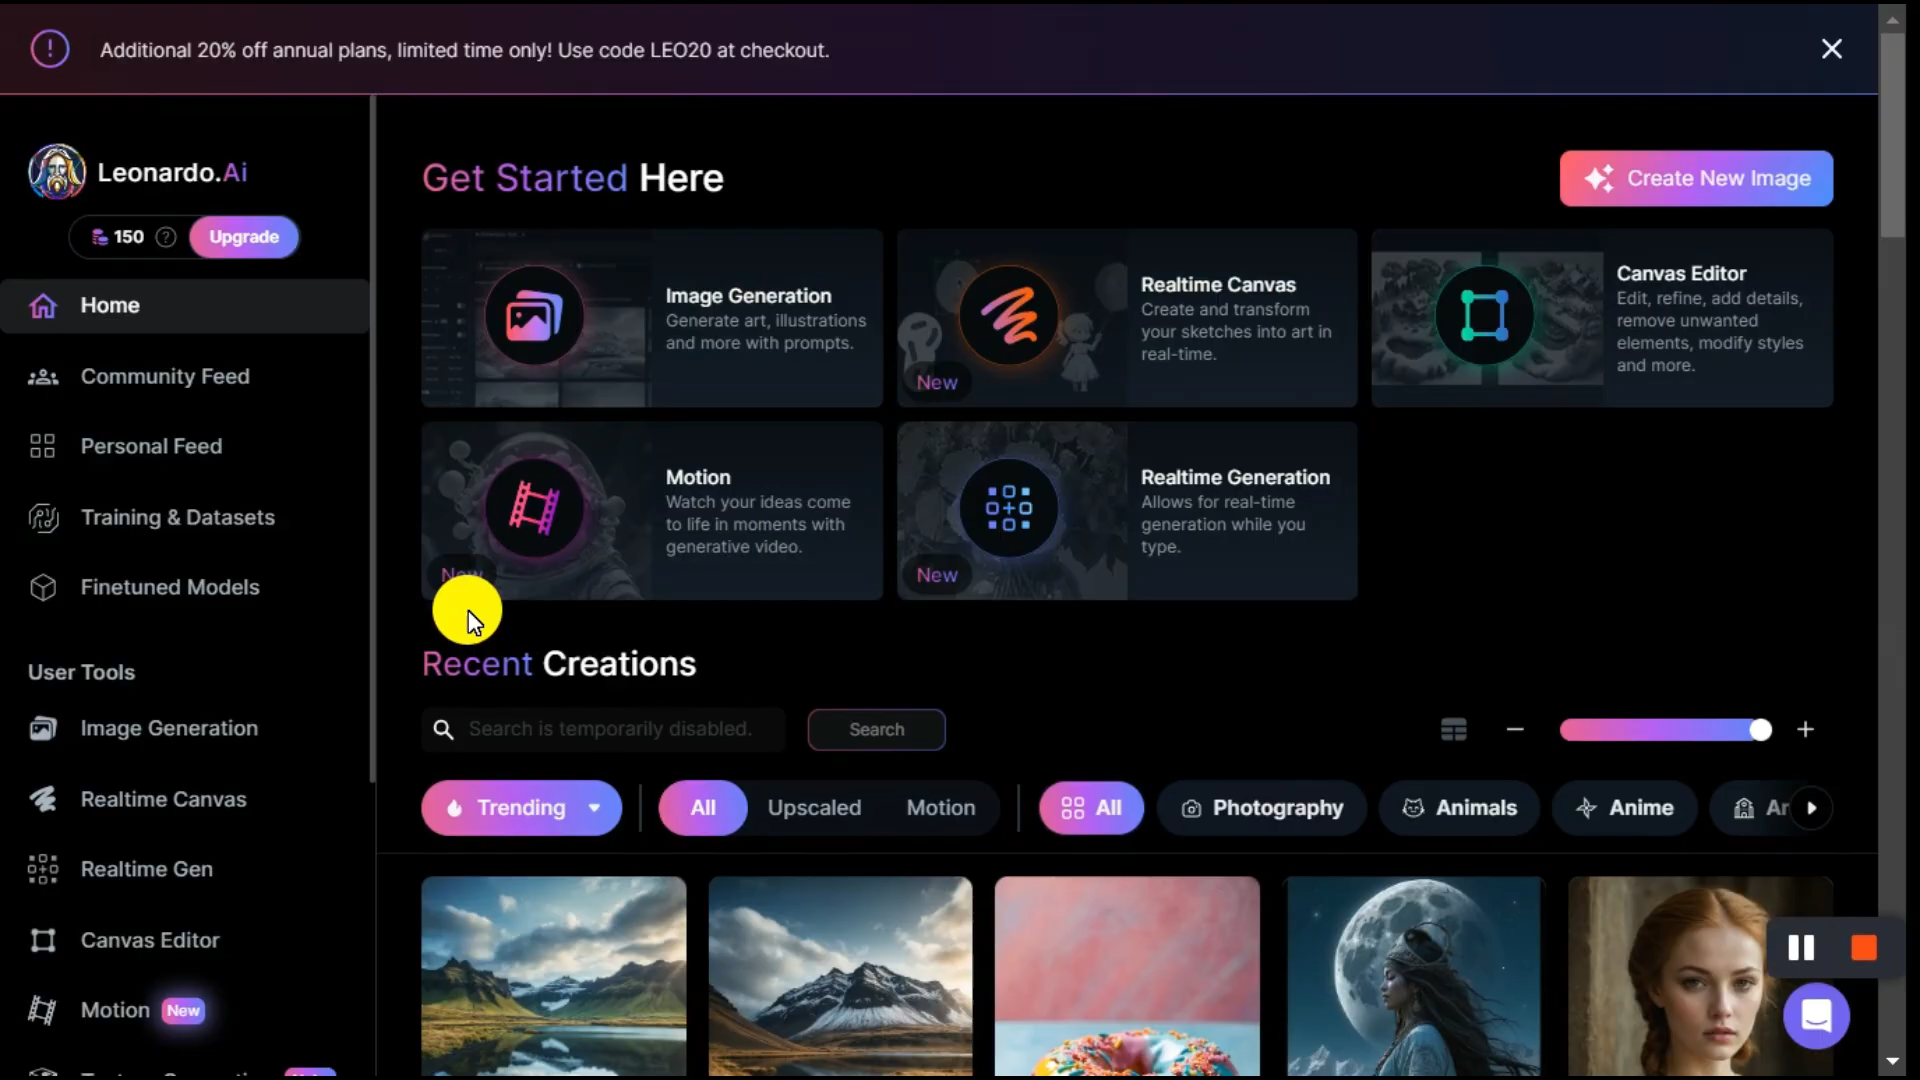 Additional 20% off annual plans, limited time only! Use code LEO20 at checkout.
Leonardo.Ai
150
Upgrade
Home
Community Feed
Personal Feed
Training & Datasets
Finetuned Models
User Tools
Image Generation
Realtime Canvas
Realtime Gen
Canvas Editor
Motion New
Get Started Here
Create New Image
Image Generation
Generate art, illustrations
and more with prompts.
Realtime Canvas
Create and transform
your sketches into art in
real-time.
New
Canvas Editor
Edit, refine, add details,
remove unwanted
elements, modify styles
and more.
Motion
Watch your ideas come
to life in moments with
generative video.
New
Realtime Generation
Allows for real-time
generation while you
type.
New
Recent Creations
Search is temporarily disabled.
Search
Trending
All
Upscaled
Motion
All
Photography
Animals
Anime